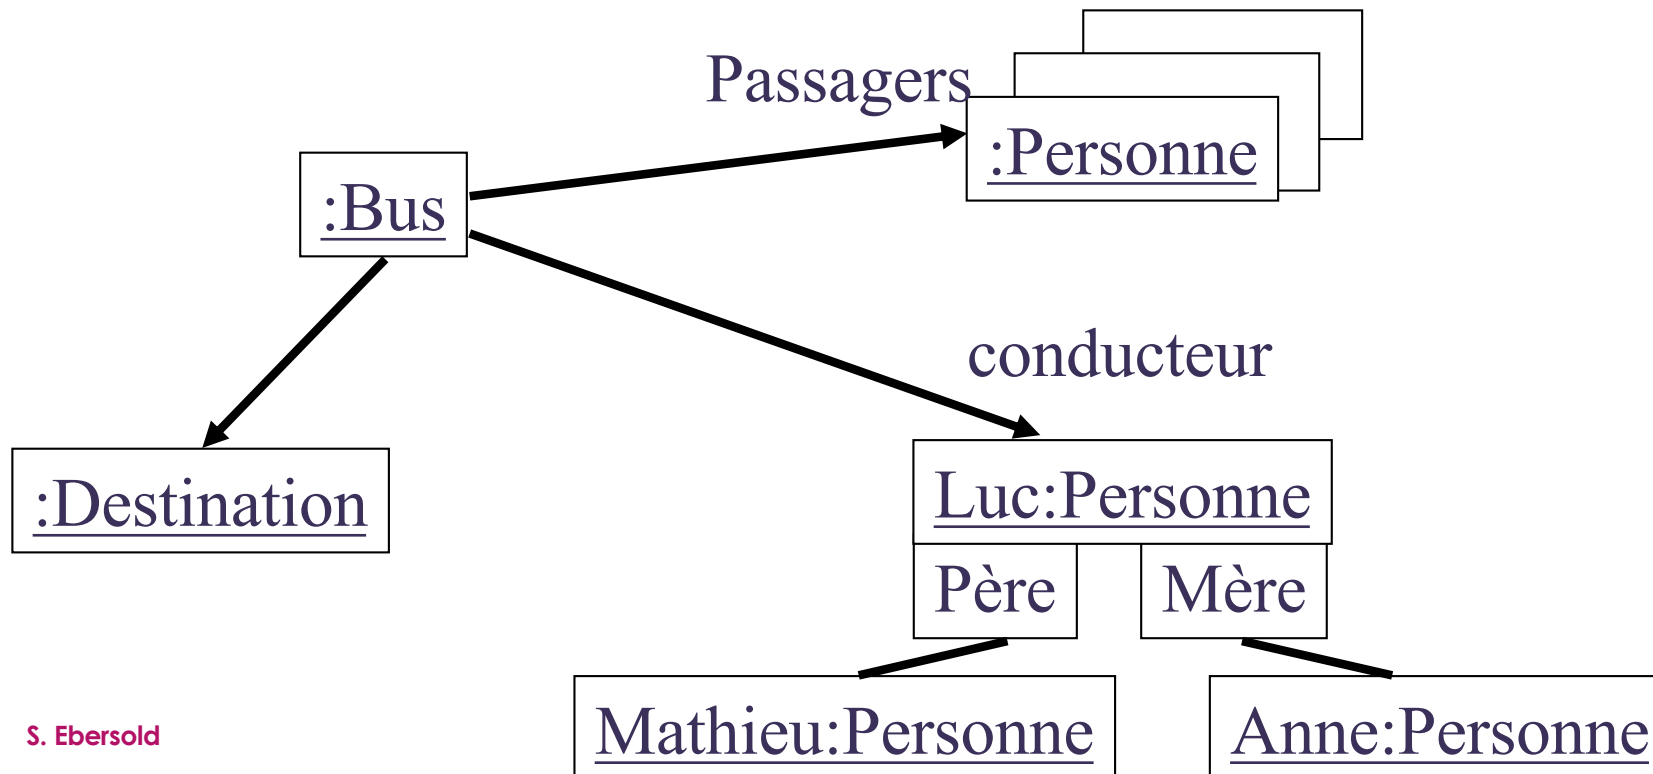 Passagers
:Personne
:Bus
conducteur
:Destination
Luc:Personne
Père
Mère
Mathieu:Personne
Anne:Personne
S. Ebersold